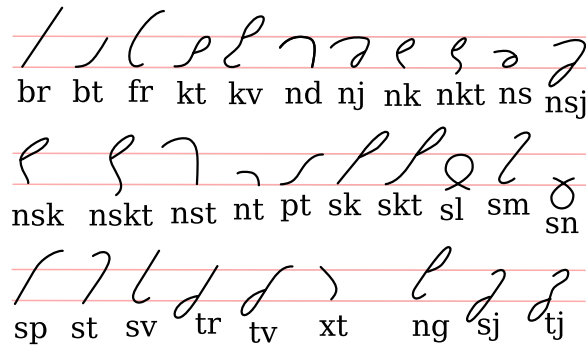 br bt fr kt kv nd nj nk nkt ns nsj
nsk nskt nst nt pt sk skt sl sm sn
sp st sv tr tv xt ng sj tj